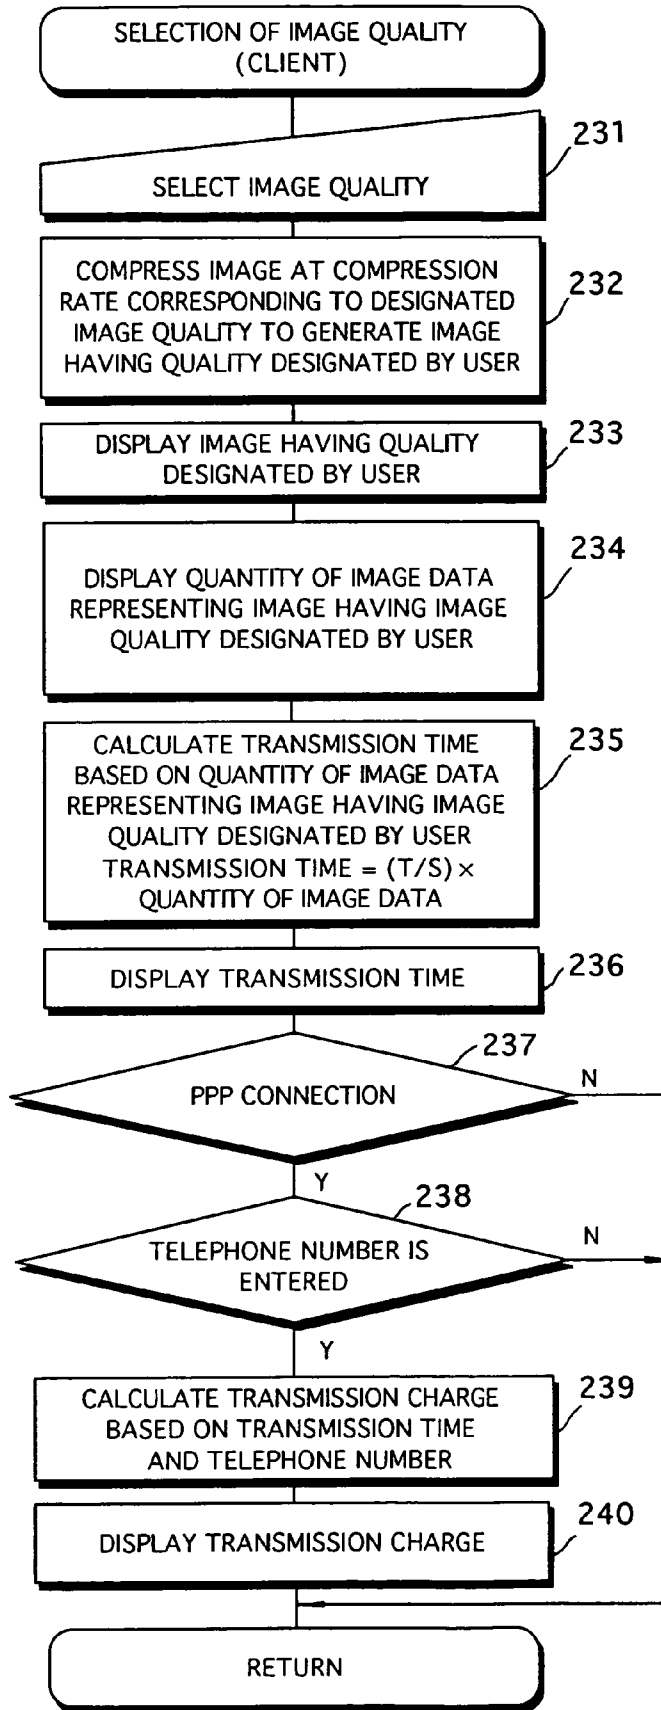 SELECTION OF IMAGE QUALITY
(CLIENT)
231
SELECT IMAGE QUALITY
COMPRESS IMAGE AT COMPRESSION
RATE CORRESPONDING TO DESIGNATED
IMAGE QUALITY TO GENERATE IMAGE
HAVING QUALITY DESIGNATED BY USER
232
DISPLAY IMAGE HAVING QUALITY
DESIGNATED BY USER
233
DISPLAY QUANTITY OF IMAGE DATA
REPRESENTING IMAGE HAVING IMAGE
QUALITY DESIGNATED BY USER
234
CALCULATE TRANSMISSION TIME
BASED ON QUANTITY OF IMAGE DATA
REPRESENTING IMAGE HAVING IMAGE
QUALITY DESIGNATED BY USER
TRANSMISSION TIME = (T/S) ×
QUANTITY OF IMAGE DATA
235
DISPLAY TRANSMISSION TIME
236
237
PPP CONNECTION
N
Y
238
TELEPHONE NUMBER IS
ENTERED
N
Y
CALCULATE TRANSMISSION CHARGE
BASED ON TRANSMISSION TIME
AND TELEPHONE NUMBER
239
DISPLAY TRANSMISSION CHARGE
240
RETURN